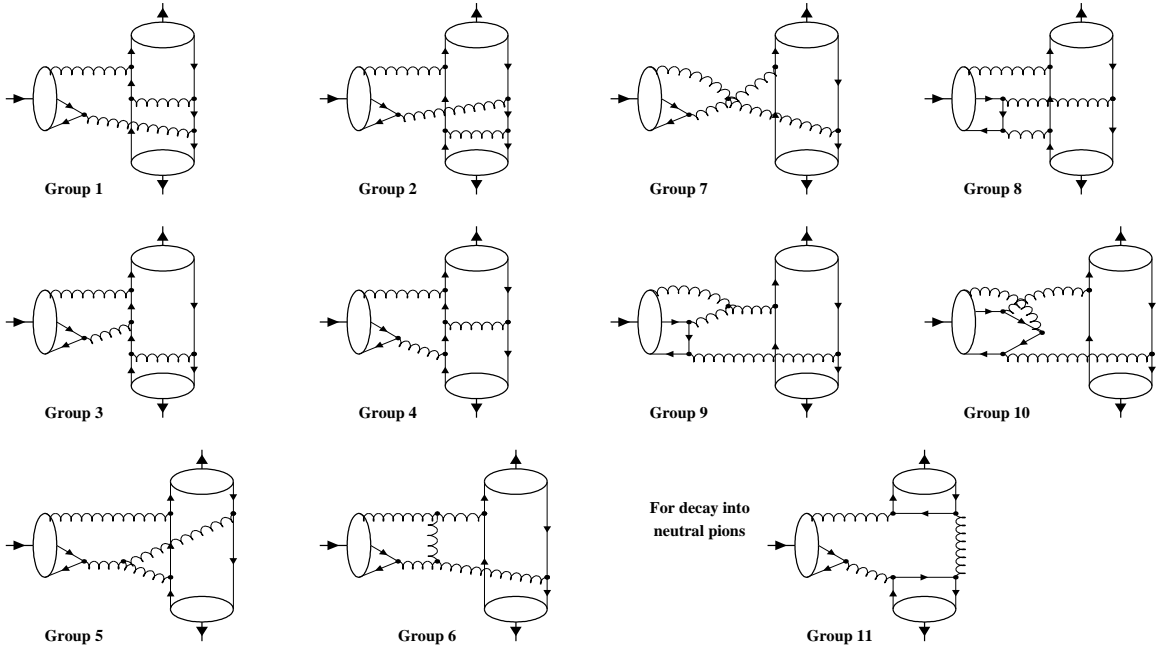 Group 1
Group 2
Group 7
Group 8
Group 3
Group 4
Group 9
Group 10
For decay into
neutral pions
Group 5
Group 6
Group 11